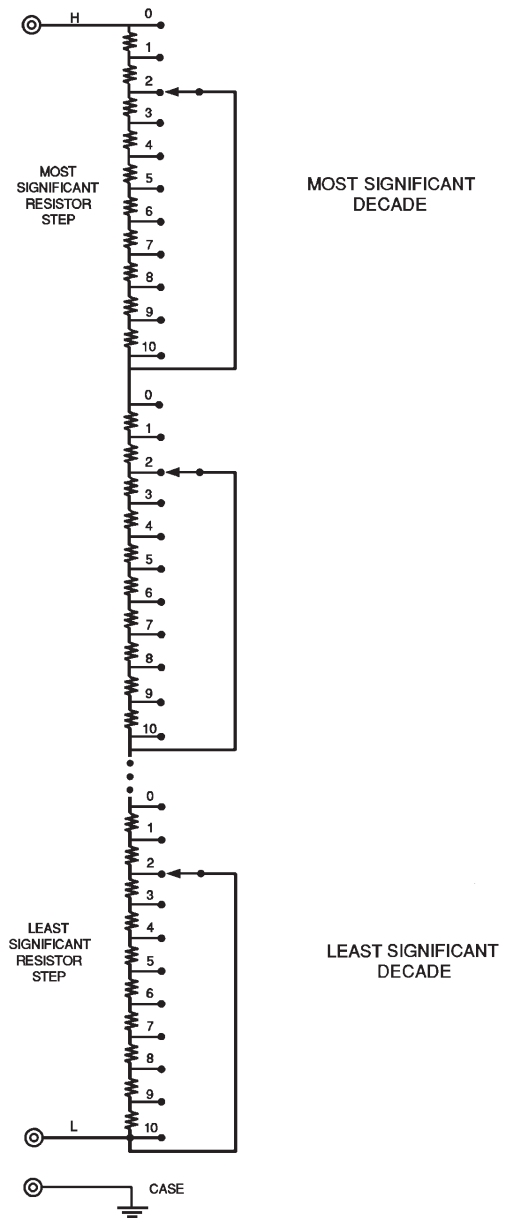 H
0
1
2
3
4
5
6
7
8
9
10
MOST
SIGNIFICANT
RESISTOR
STEP
MOST SIGNIFICANT
DECADE
0
1
2
3
4
5
6
7
8
9
10
0
1
2
3
4
5
6
7
8
9
10
LEAST
SIGNIFICANT
RESISTOR
STEP
LEAST SIGNIFICANT
DECADE
L
CASE